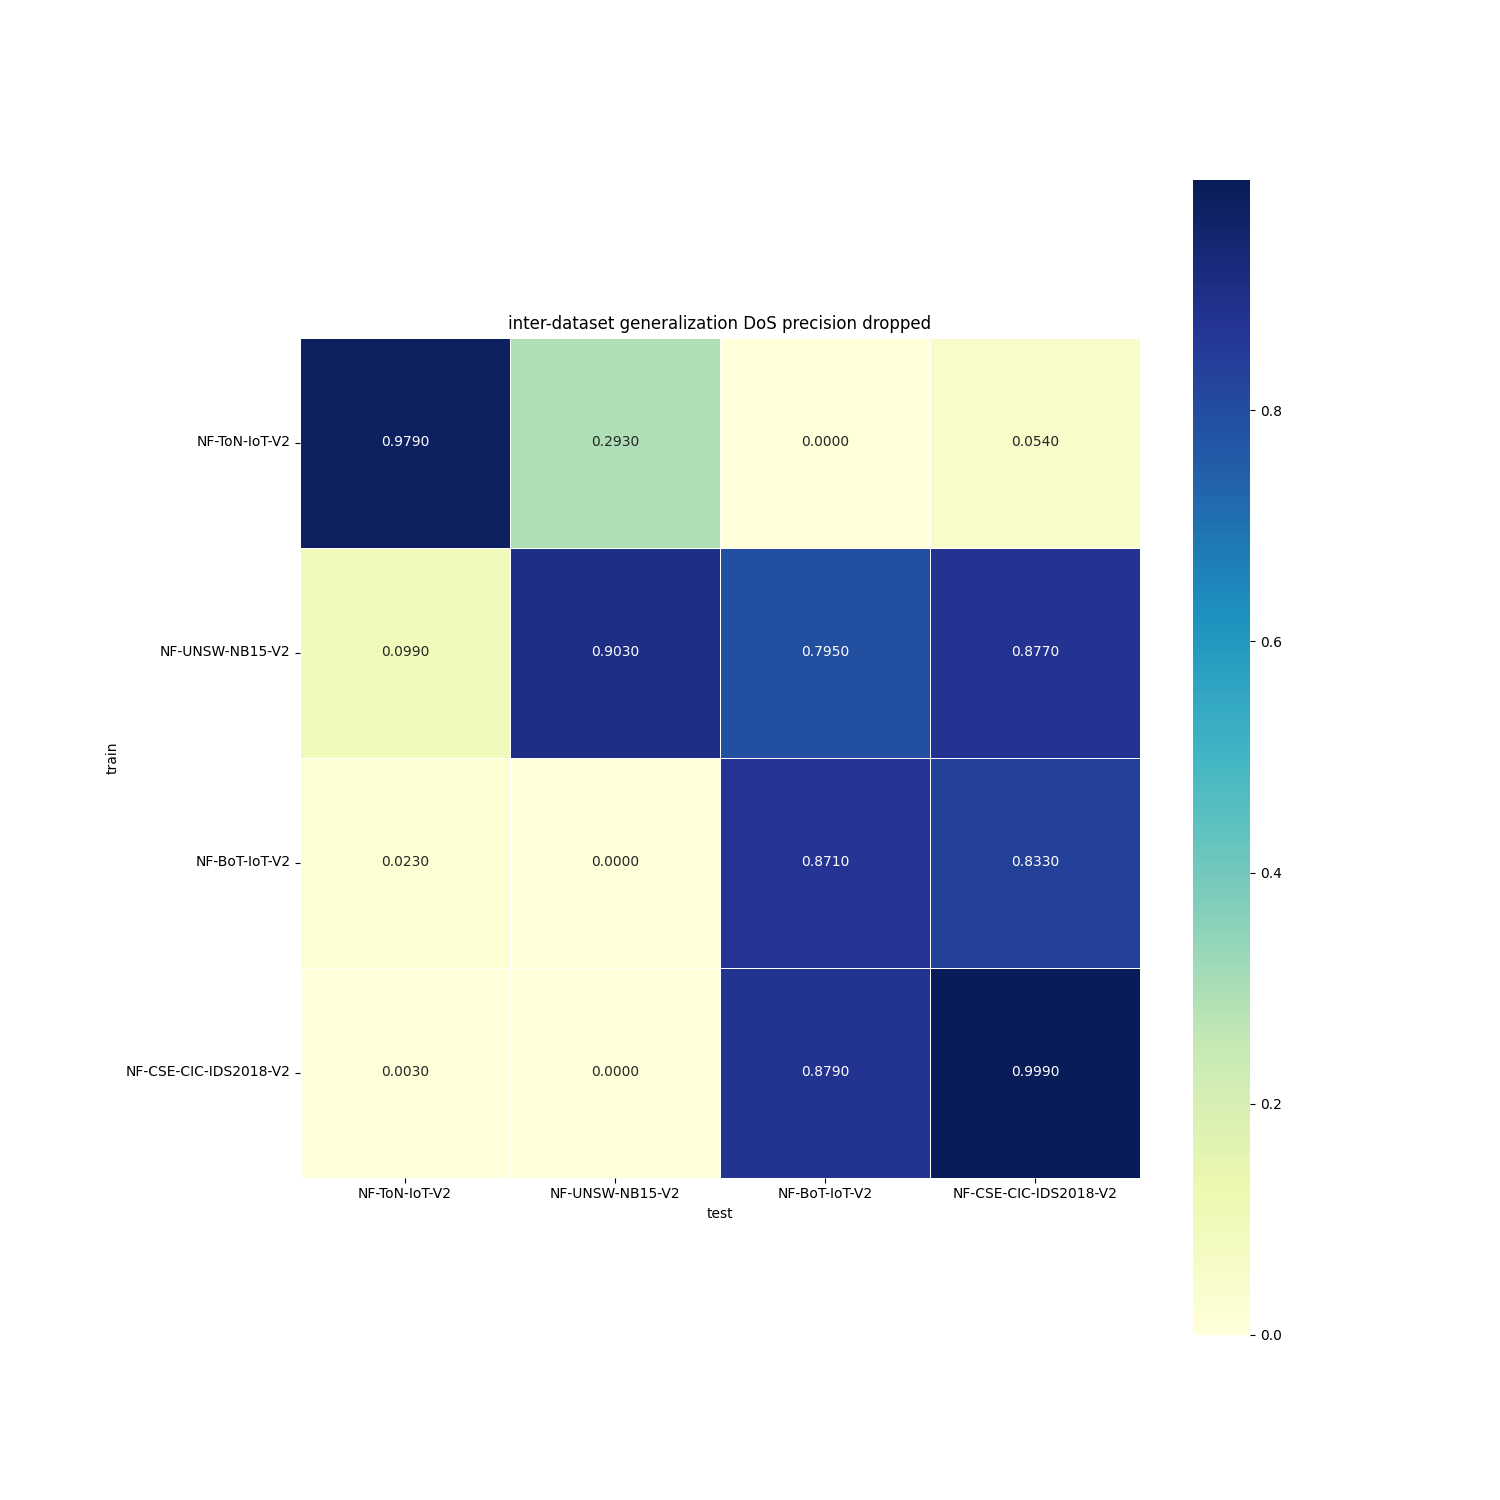 inter-dataset generalization DoS precision dropped
NF-ToN-IoT-V2 0.9790 0.2930 0.0000 0.0540
NF-UNSW-NB15-V2 0.0990 0.9030 0.7950 0.8770
NF-BoT-IoT-V2 0.0230 0.0000 0.8710 0.8330
NF-CSE-CIC-IDS2018-V2 0.0030 0.0000 0.8790 0.9990
train
NF-ToN-IoT-V2 NF-UNSW-NB15-V2 NF-BoT-IoT-V2 NF-CSE-CIC-IDS2018-V2
test
0.8
0.6
0.4
0.2
0.0